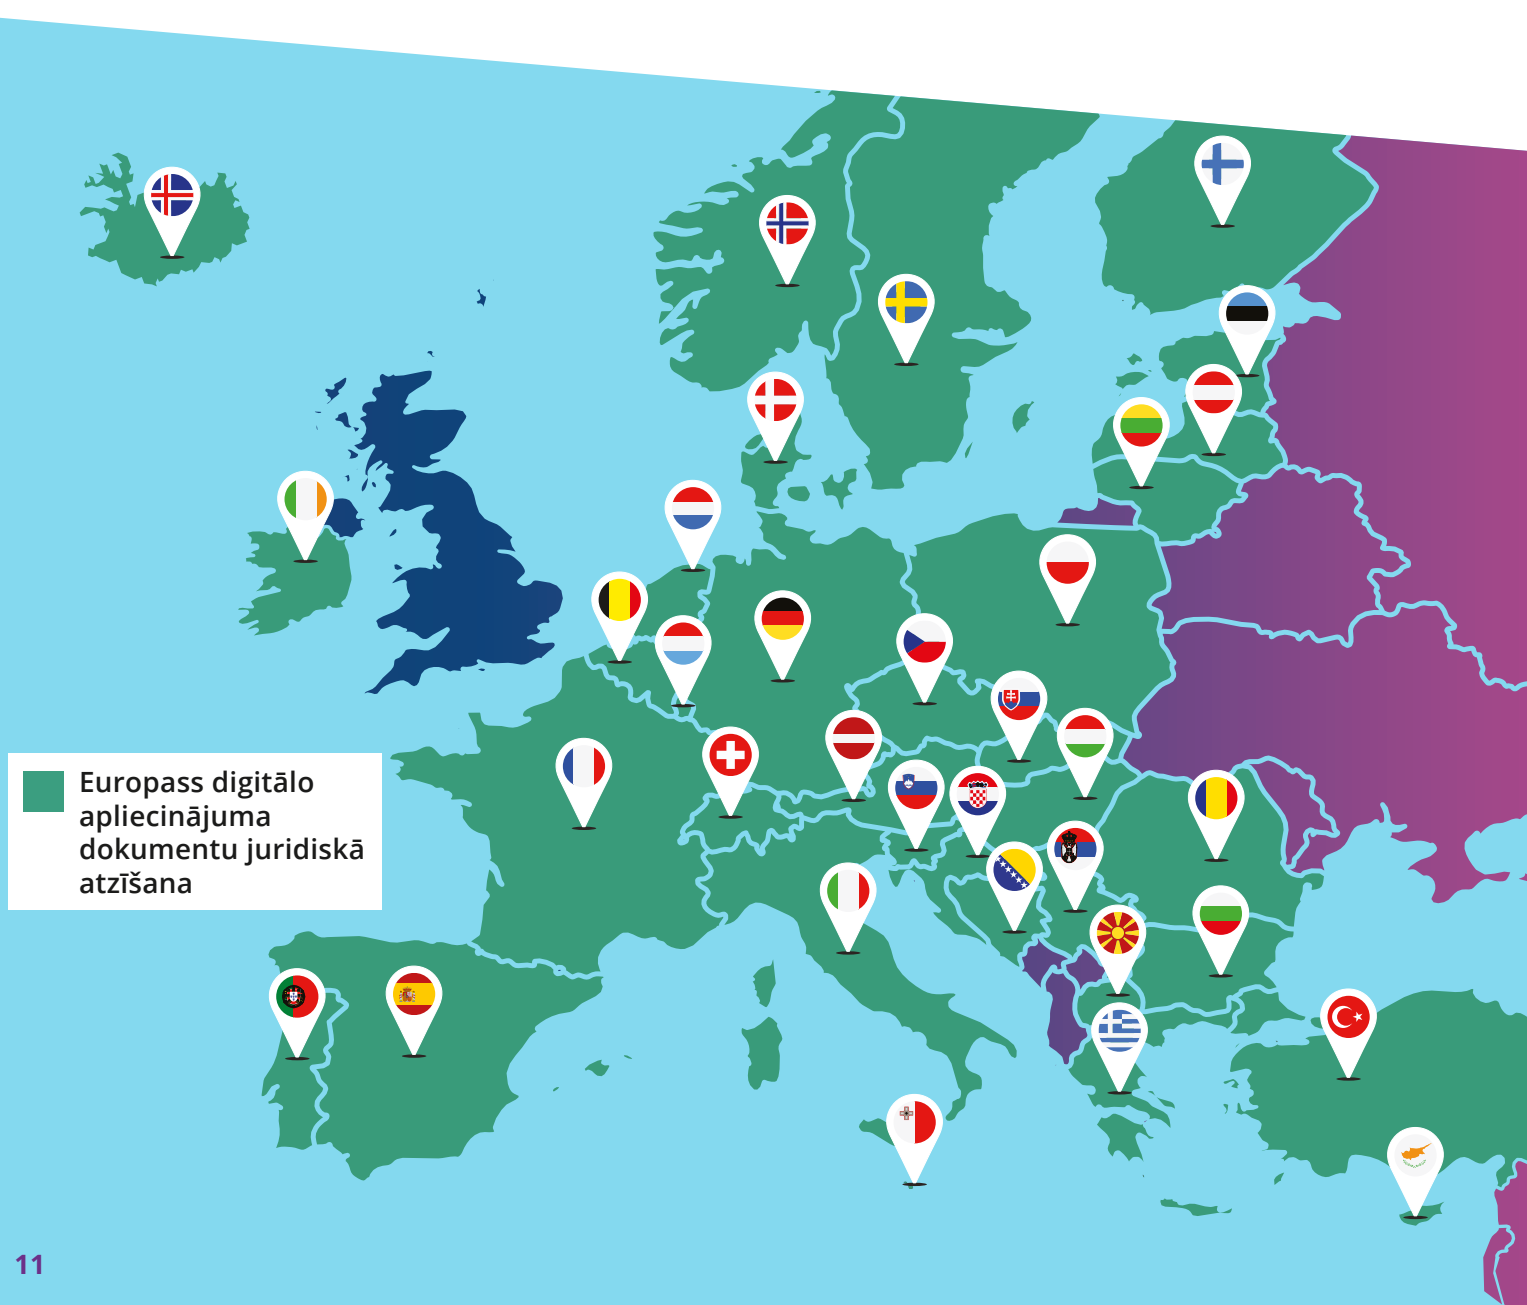 Europass digitālo
apliecinājuma
dokumentu juridiskā
atzīšana
11